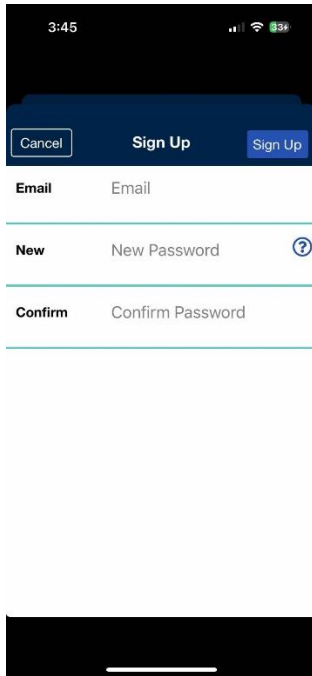 3:45 33
Cancel Sign Up Sign Up
Email Email
New New Password ?
Confirm Confirm Password